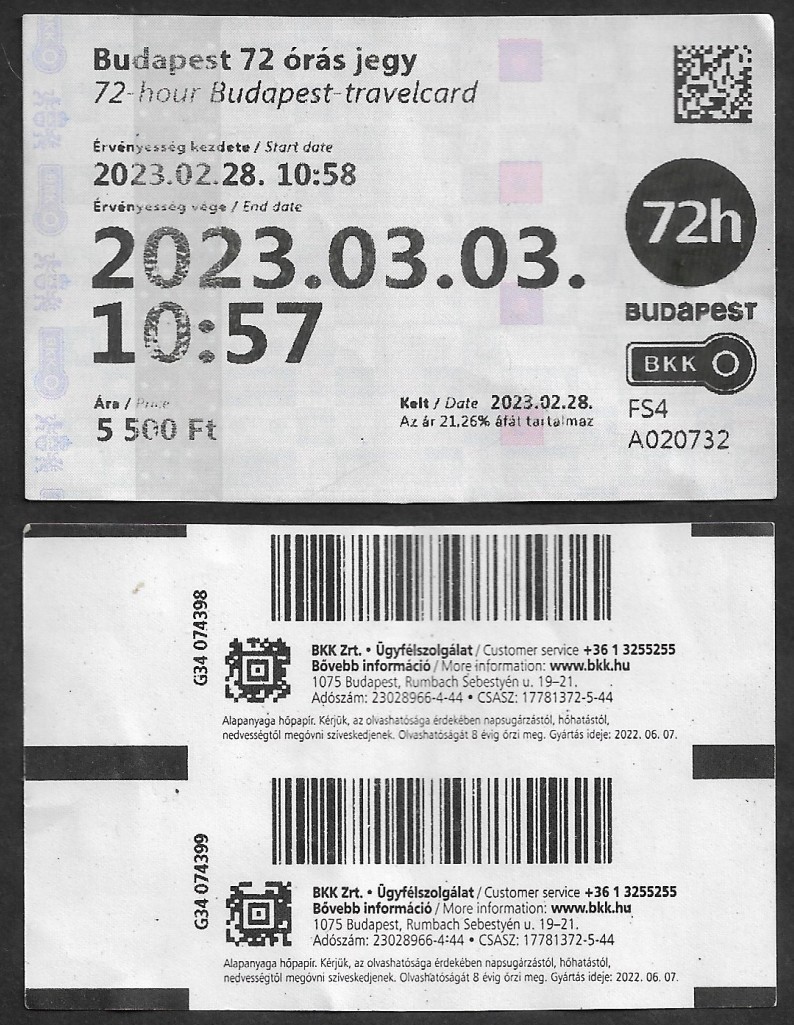 Budapest 72 órás jegy
72-hour Budapest-travelcard
Érvényesség kezdete / Start date
2023.02.28. 10:58
Érvényesség vége / End date
2023.03.03.
10:57
72h
BUDAPEST
BKK
Ára / Price
5 500 Ft
Kelt / Date 2023.02.28.
Az ár 21,26% áfát tartalmaz
FS4
A020732
G34 074398
BKK Zrt. • Ügyfélszolgálat / Customer service +36 1 3255255
Bővebb információ / More information: www.bkk.hu
1075 Budapest, Rumbach Sebestyén u. 19–21.
Adószám: 23028966-4-44 • CSASZ: 17781372-5-44
Alapanyaga hőpapír. Kérjük, az olvashatósága érdekében napsugárzástól, hőhatástól,
nedvességtől megóvni szíveskedjenek. Olvashatóságát 8 évig őrzi meg. Gyártás ideje: 2022. 06. 07.
G34 074399
BKK Zrt. • Ügyfélszolgálat / Customer service +36 1 3255255
Bővebb információ / More information: www.bkk.hu
1075 Budapest, Rumbach Sebestyén u. 19–21.
Adószám: 23028966-4-44 • CSASZ: 17781372-5-44
Alapanyaga hőpapír. Kérjük, az olvashatósága érdekében napsugárzástól, hőhatástól,
nedvességtől megóvni szíveskedjenek. Olvashatóságát 8 évig őrzi meg. Gyártás ideje: 2022. 06. 07.